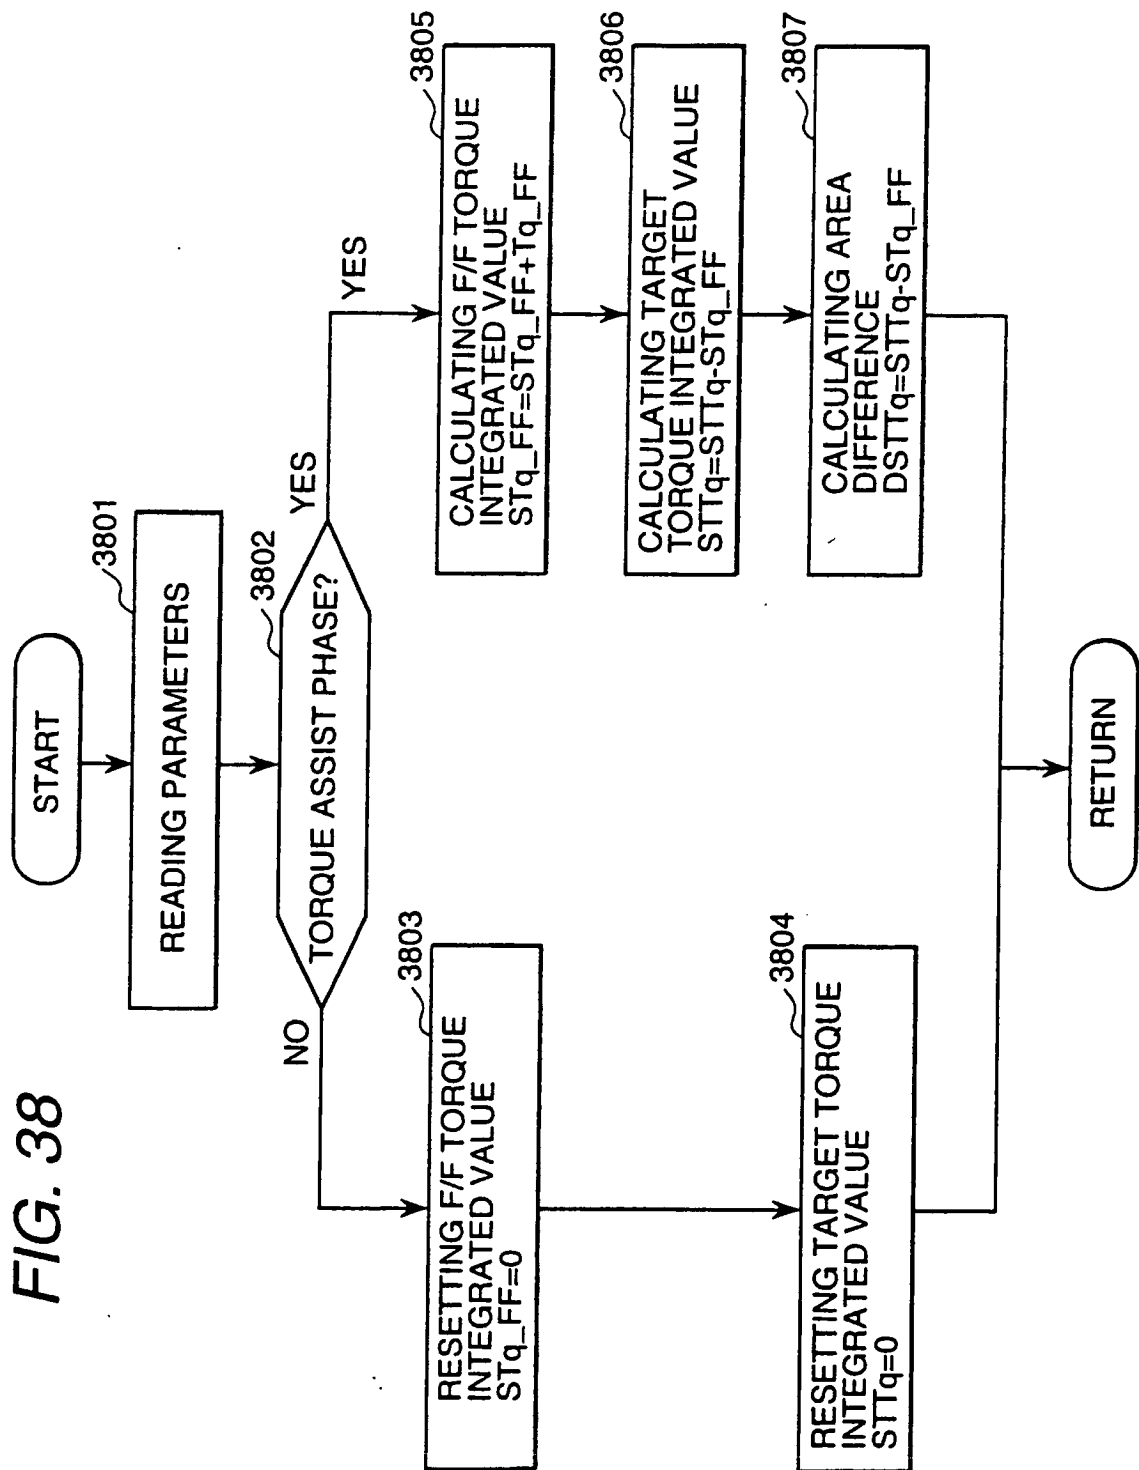 FIG. 38
START
3801
READING PARAMETERS
3802
TORQUE ASSIST PHASE?
NO
YES
YES
3803
RESETTING F/F TORQUE
INTEGRATED VALUE
STq_FF=0
3804
RESETTING TARGET TORQUE
INTEGRATED VALUE
STTq=0
3805
CALCULATING F/F TORQUE
INTEGRATED VALUE
STq_FF=STq_FF+Tq_FF
3806
CALCULATING TARGET
TORQUE INTEGRATED VALUE
STTq=STTq-STq_FF
3807
CALCULATING AREA
DIFFERENCE
DSTTq=STTq-STq_FF
RETURN